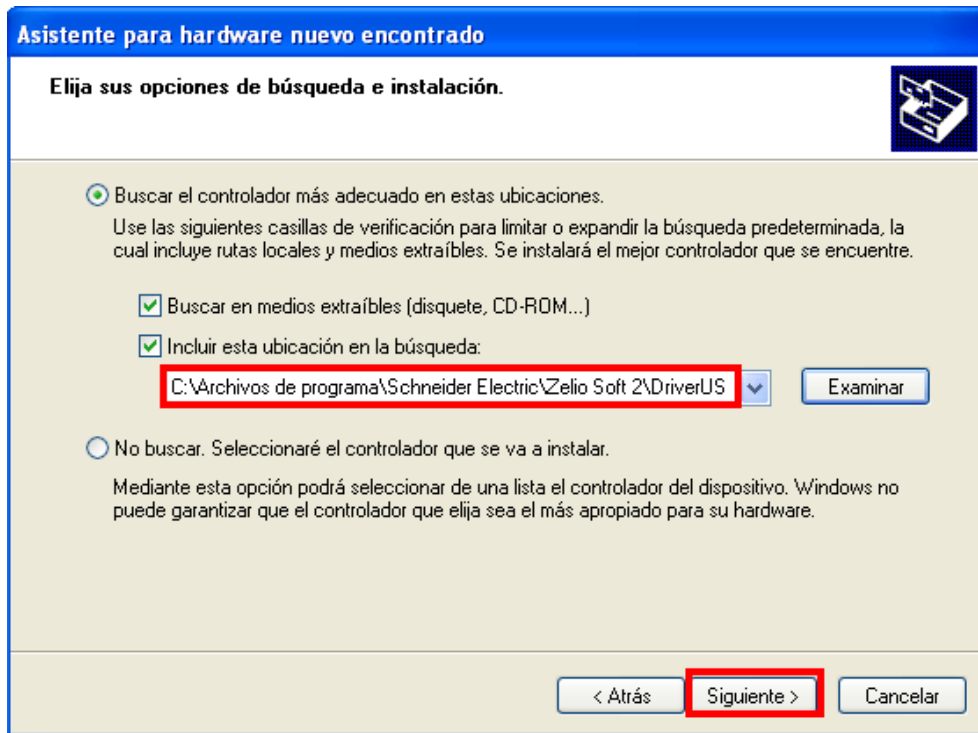 Asistente para hardware nuevo encontrado
Elija sus opciones de búsqueda e instalación.
Buscar el controlador más adecuado en estas ubicaciones.
Use las siguientes casillas de verificación para limitar o expandir la búsqueda predeterminada, la
cual incluye rutas locales y medios extraíbles. Se instalará el mejor controlador que se encuentre.
Buscar en medios extraíbles (disquete, CD-ROM...)
Incluir esta ubicación en la búsqueda:
C:\Archivos de programa\Schneider Electric\Zelio Soft 2\DriverUS
Examinar
No buscar. Seleccionaré el controlador que se va a instalar.
Mediante esta opción podrá seleccionar de una lista el controlador del dispositivo. Windows no
puede garantizar que el controlador que elija sea el más apropiado para su hardware.
< Atrás Siguiente > Cancelar